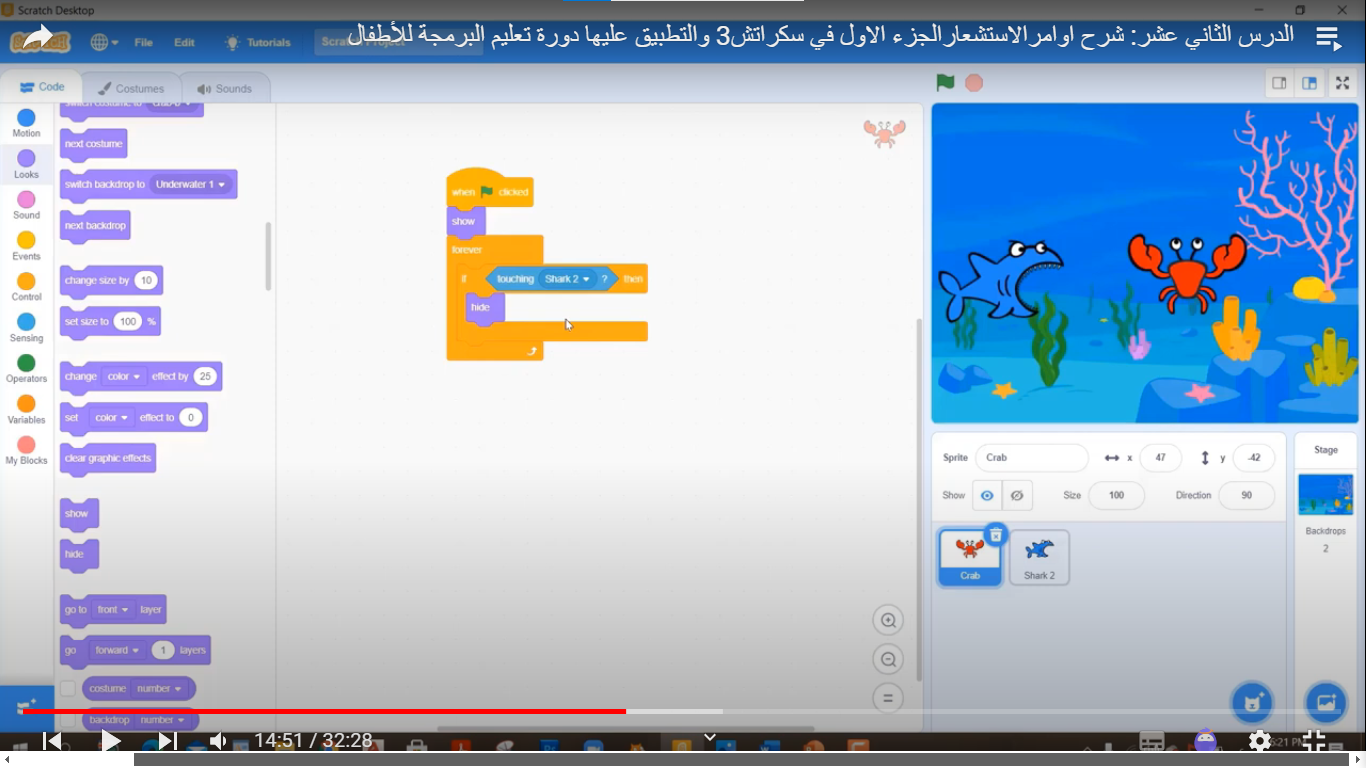 Scratch Desktop
الدرس الثاني عشر: شرح اوامرالاستشعارالجزء الاول في سكراتش3 والتطبيق عليها دورة تعليم البرمجة للأطفال
File Edit Tutorials
Code Costumes Sounds
Motion
Looks
Sound
Events
Control
Sensing
Operators
Variables
My Blocks
switch costume to
next costume
switch backdrop to Underwater 1
next backdrop
change size by 10
set size to 100 %
change color effect by 25
set color effect to 0
clear graphic effects
show
hide
go to front layer
go forward 1 layers
costume number
backdrop number
when clicked
show
forever
if touching Shark 2 ? then
hide
Sprite Crab x 47 y -42
Show Size 100 Direction 90
Crab
Shark 2
Stage
Backdrops
2
14:51 / 32:28